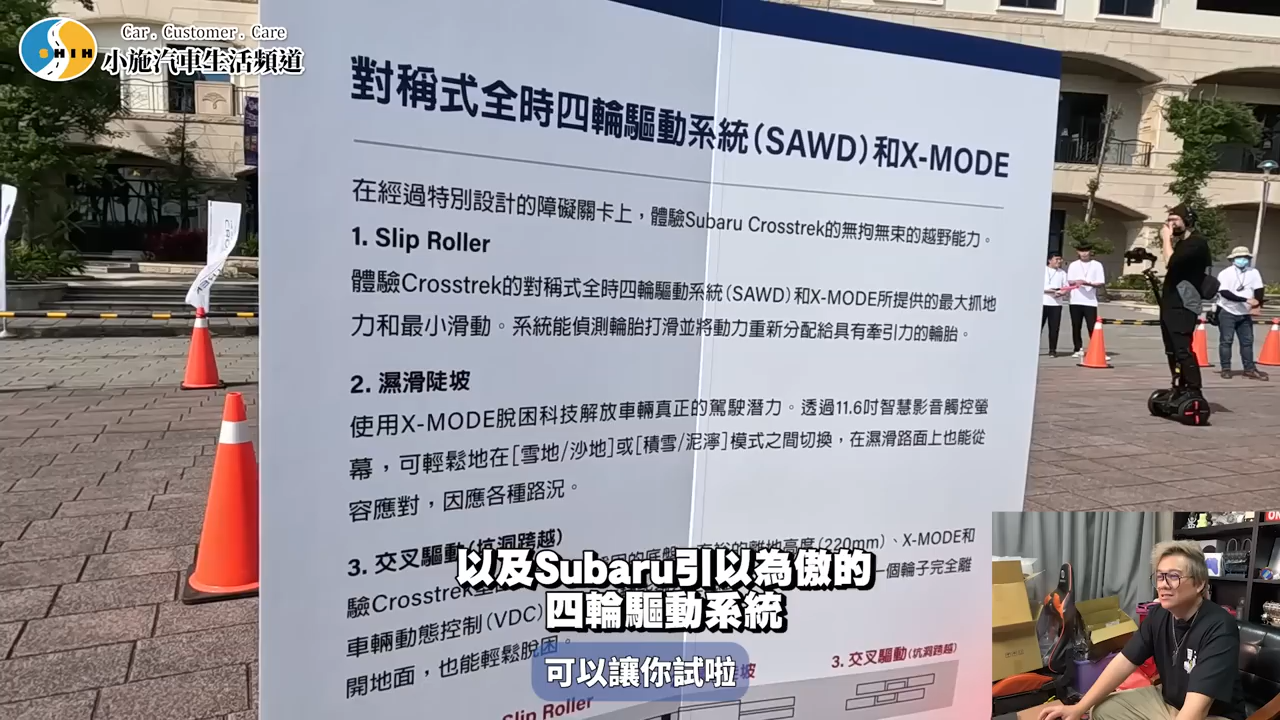 Car. Customer. Care
SHIH
小施汽車生活頻道
對稱式全時四輪驅動系統(SAWD)和X-MODE
在經過特別設計的障礙關卡上，體驗Subaru Crosstrek的無拘無束的越野能力。
1. Slip Roller
體驗Crosstrek的對稱式全時四輪驅動系統(SAWD)和X-MODE所提供的最大抓地
力和最小滑動。系統能偵測輪胎打滑並將動力重新分配給具有牽引力的輪胎。
2. 濕滑陡坡
使用X-MODE脫困科技解放車輛真正的駕駛潛力。透過11.6吋智慧影音觸控螢
幕，可輕鬆地在[雪地/沙地]或[積雪/泥濘]模式之間切換，在濕滑路面上也能從
容應對，因應各種路況。
3. 交叉驅動(坑洞跨越)
的離地高度(220mm)、X-MODE和
驗Crosstrek
一個輪子完全離
車輛動態控制(VDC)
開地面，也能輕鬆脫困。
以及Subaru引以為傲的
四輪驅動系統
可以讓你試啦
坡
3. 交叉驅動(坑洞跨越)
Slip Roller